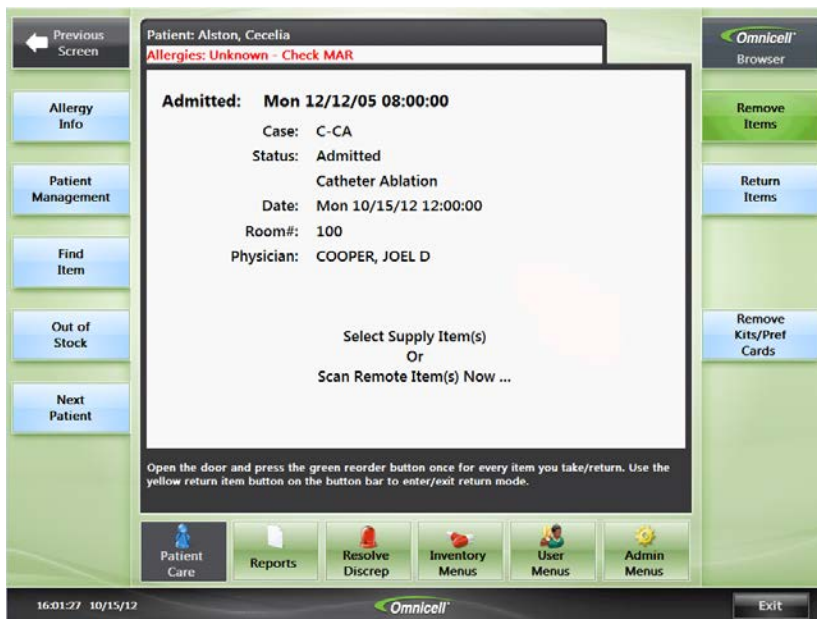 Previous
Screen
Patient: Alston, Cecelia
Allergies: Unknown - Check MAR
Omnicell
Browser
Allergy
Info
Patient
Management
Find
Item
Out of
Stock
Next
Patient
Admitted: Mon 12/12/05 08:00:00
Case: C-CA
Status: Admitted
Catheter Ablation
Date: Mon 10/15/12 12:00:00
Room#: 100
Physician: COOPER, JOEL D
Select Supply Item(s)
Or
Scan Remote Item(s) Now ...
Remove
Items
Return
Items
Remove
Kits/Pref
Cards
Open the door and press the green reorder button once for every item you take/return. Use the
yellow return item button on the button bar to enter/exit return mode.
Patient
Care
Reports
Resolve
Discrep
Inventory
Menus
User
Menus
Admin
Menus
16:01:27 10/15/12
Omnicell
Exit